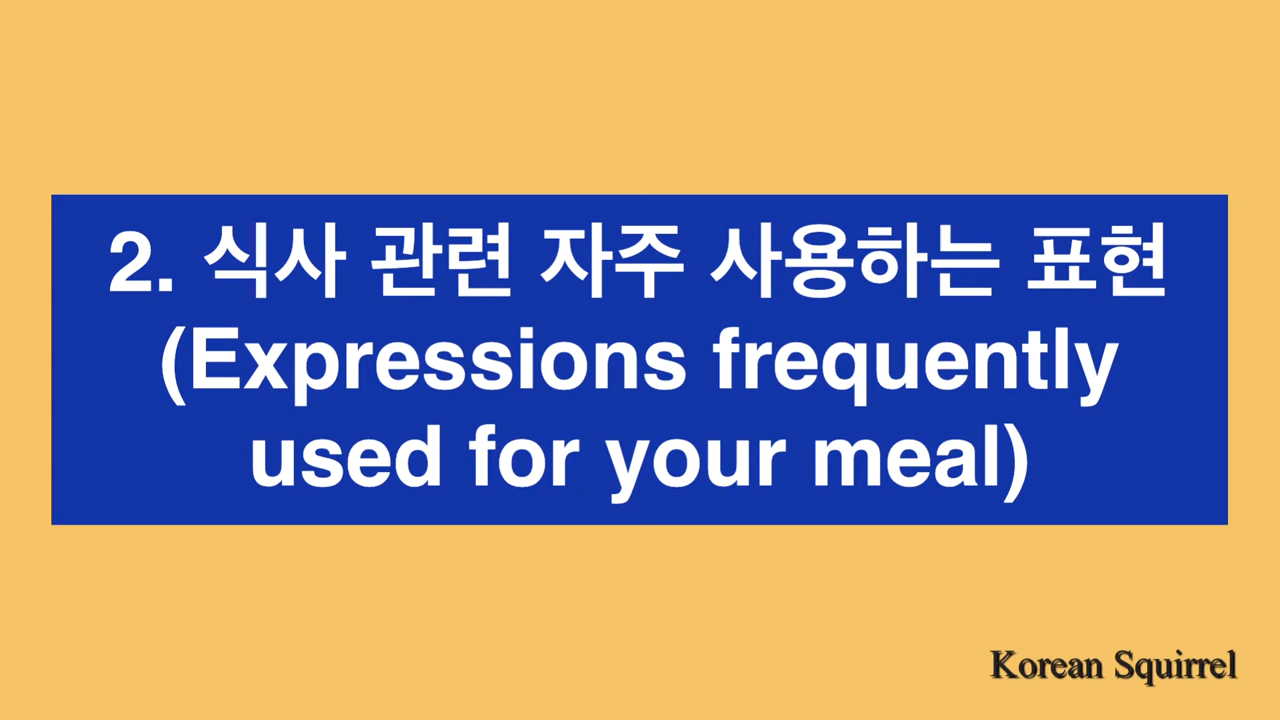 2. 식사 관련 자주 사용하는 표현
(Expressions frequently
used for your meal)
Korean Squirrel